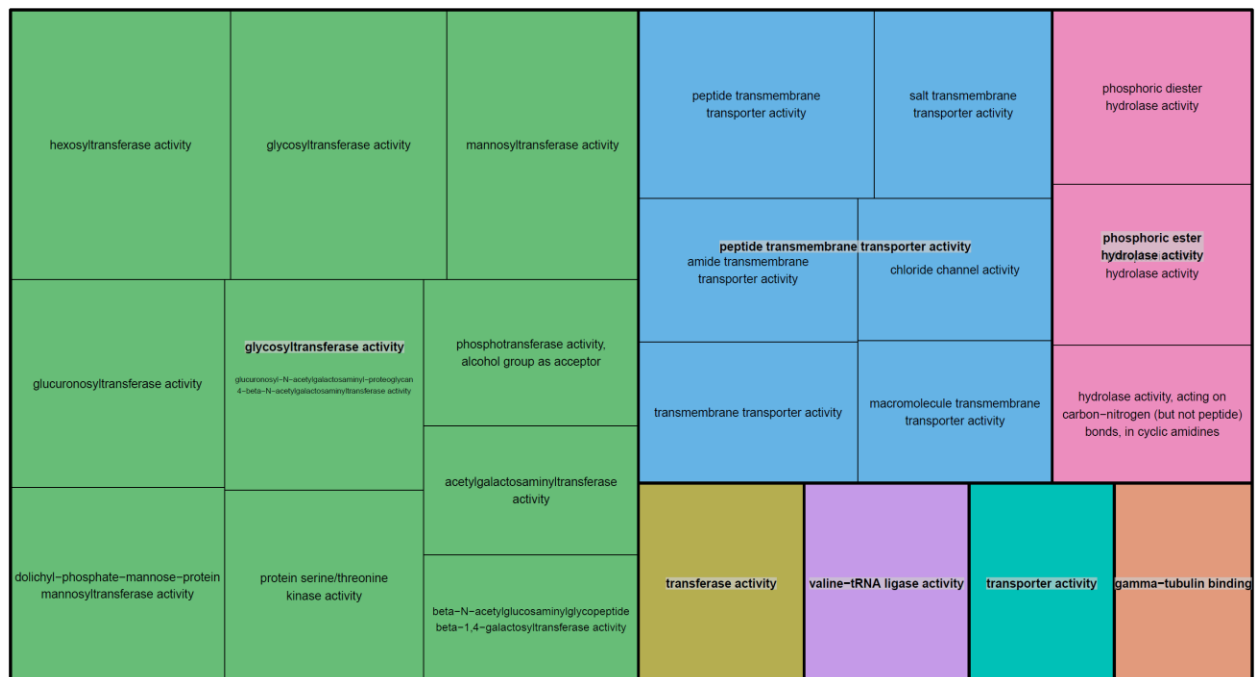 hexosyltransferase activity
glycosyltransferase activity
mannosyltransferase activity
glucuronosyltransferase activity
glycosyltransferase activity
glucuronosyl−N−acetylgalactosaminyl−proteoglycan
4−beta−N−acetylgalactosaminyltransferase activity
phosphotransferase activity,
alcohol group as acceptor
acetylgalactosaminyltransferase
activity
dolichyl−phosphate−mannose−protein
mannosyltransferase activity
protein serine/threonine
kinase activity
beta−N−acetylglucosaminylglycopeptide
beta−1,4−galactosyltransferase activity
peptide transmembrane
transporter activity
salt transmembrane
transporter activity
peptide transmembrane transporter activity
amide transmembrane
transporter activity
chloride channel activity
transmembrane transporter activity
macromolecule transmembrane
transporter activity
phosphoric diester
hydrolase activity
phosphoric ester
hydrolase activity
hydrolase activity
hydrolase activity, acting on
carbon−nitrogen (but not peptide)
bonds, in cyclic amidines
transferase activity
valine−tRNA ligase activity
transporter activity
gamma−tubulin binding